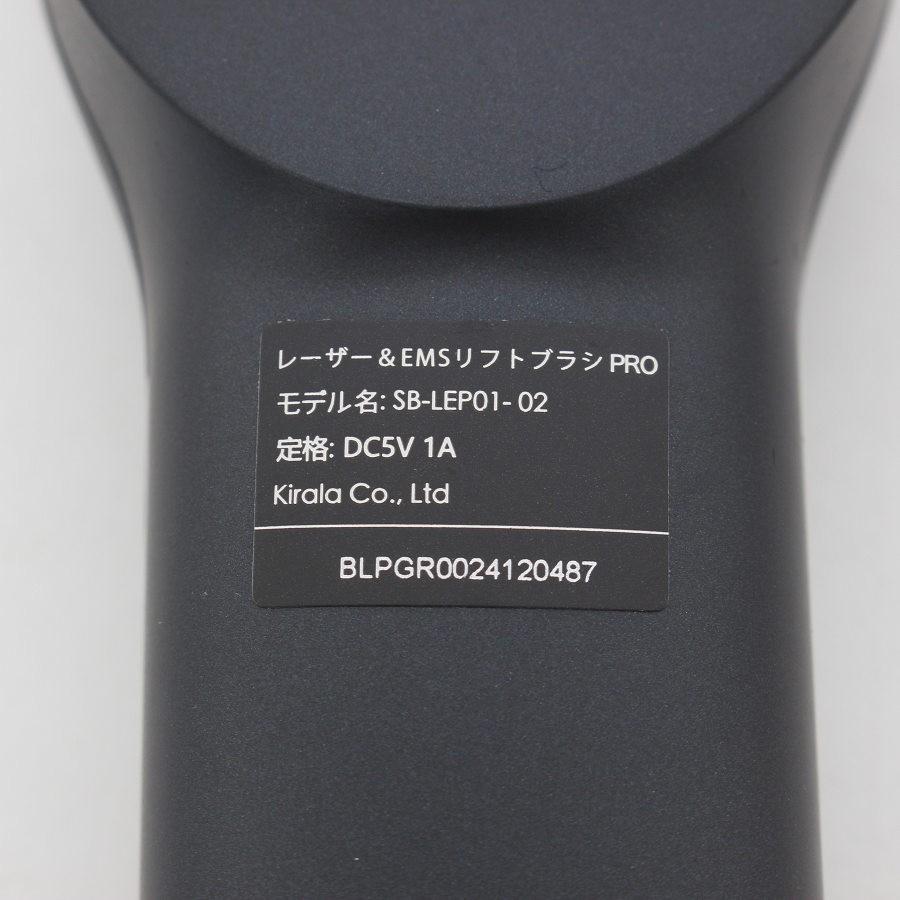 レーザー＆EMSリフトブラシ PRO
モデル名: SB-LEP01- 02
定格: DC5V 1A
Kirala Co., Ltd
BLPGR0024120487